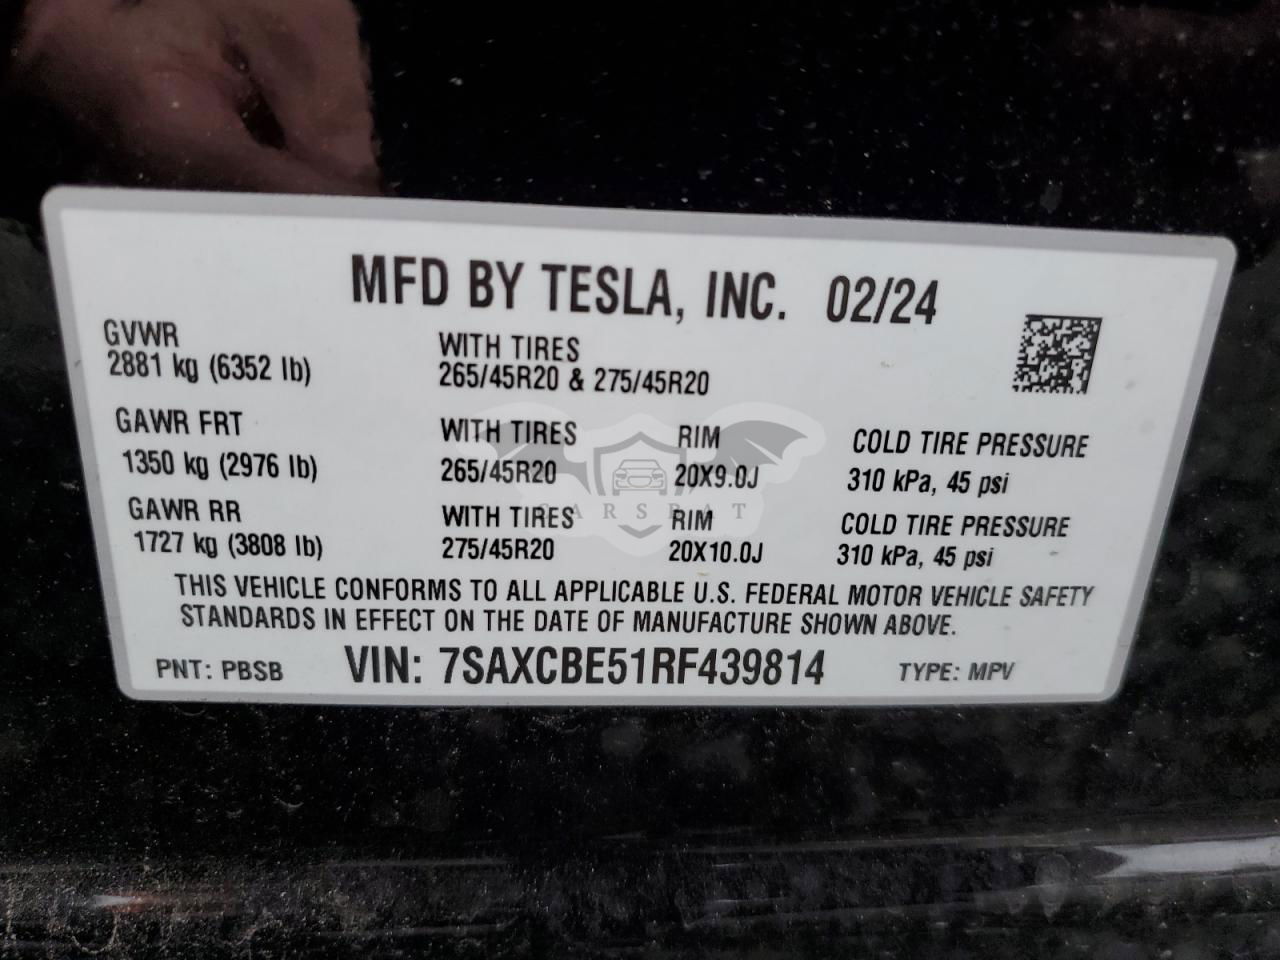 MFD BY TESLA, INC. 02/24
GVWR
2881 kg (6352 lb)
WITH TIRES
265/45R20 & 275/45R20
GAWR FRT
1350 kg (2976 lb)
WITH TIRES
265/45R20
RIM
20X9.0J
COLD TIRE PRESSURE
310 kPa, 45 psi
GAWR RR
1727 kg (3808 lb)
WITH TIRES
275/45R20
RIM
20X10.0J
COLD TIRE PRESSURE
310 kPa, 45 psi
THIS VEHICLE CONFORMS TO ALL APPLICABLE U.S. FEDERAL MOTOR VEHICLE SAFETY
STANDARDS IN EFFECT ON THE DATE OF MANUFACTURE SHOWN ABOVE.
PNT: PBSB VIN: 7SAXCBE51RF439814 TYPE: MPV
CARSBAT